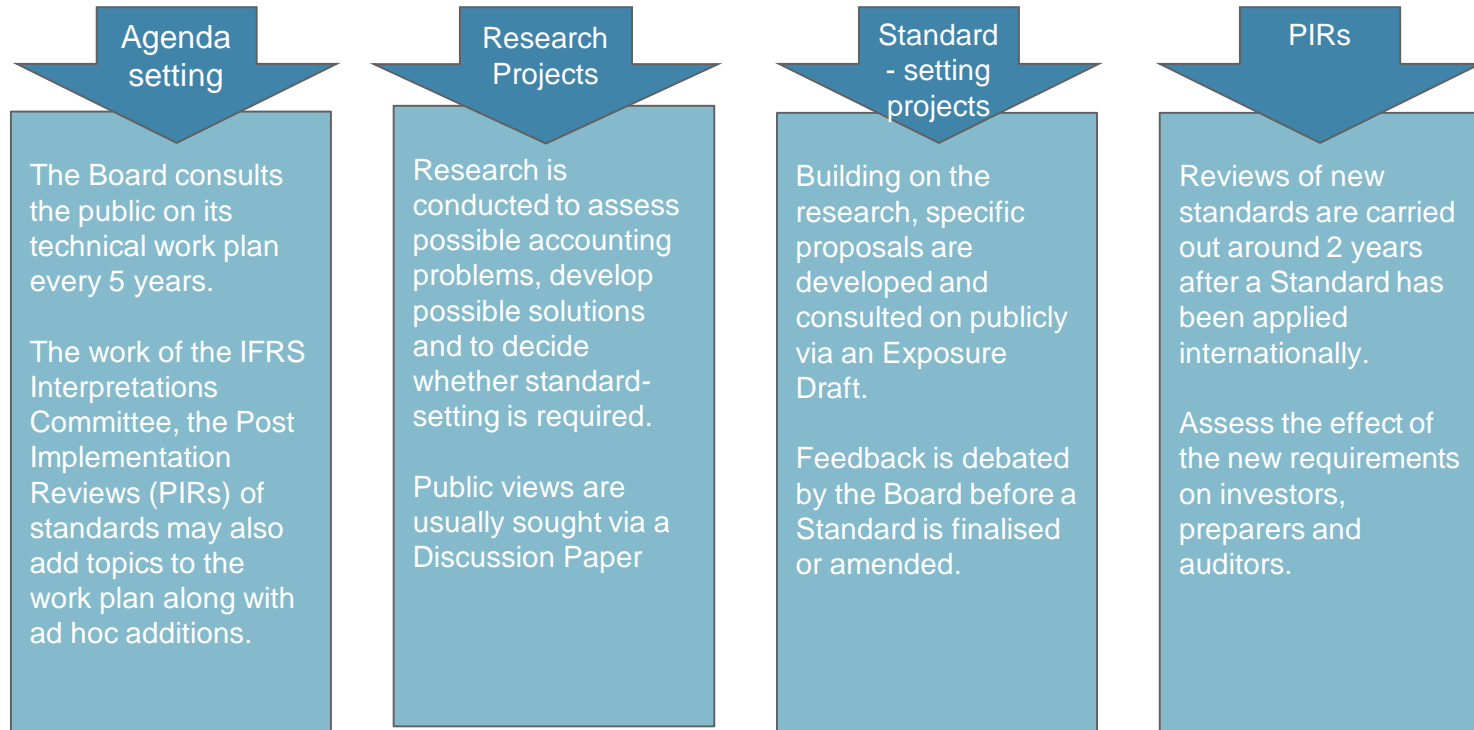 Agenda
setting
The Board consults
the public on its
technical work plan
every 5 years.
The work of the IFRS
Interpretations
Committee, the Post
Implementation
Reviews (PIRs) of
standards may also
add topics to the
work plan along with
ad hoc additions.
Research
Projects
Research is
conducted to assess
possible accounting
problems, develop
possible solutions
and to decide
whether standard-
setting is required.
Public views are
usually sought via a
Discussion Paper
Standard
- setting
projects
Building on the
research, specific
proposals are
developed and
consulted on publicly
via an Exposure
Draft.
Feedback is debated
by the Board before a
Standard is finalised
or amended.
PIRs
Reviews of new
standards are carried
out around 2 years
after a Standard has
been applied
internationally.
Assess the effect of
the new requirements
on investors,
preparers and
auditors.